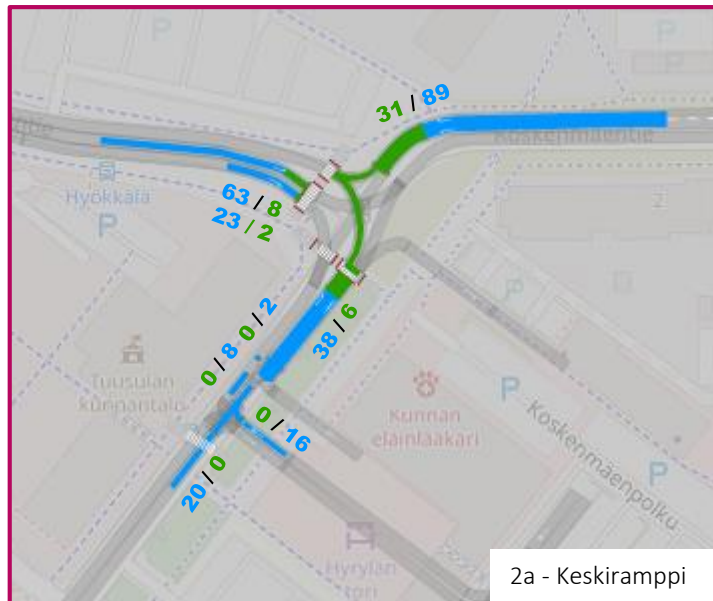 P
31 / 89
Koskenmäentie
Hyökkälä
P
63 / 8
23 / 2
2
P
38 / 6
0 / 2
0 / 8
Tuusulan
kunnantalo
Kunnan
eläinlääkäri
P
Koskenmäenpolku
P
0 / 16
20 / 0
Hyrylän
tori
2a - Keskiramppi